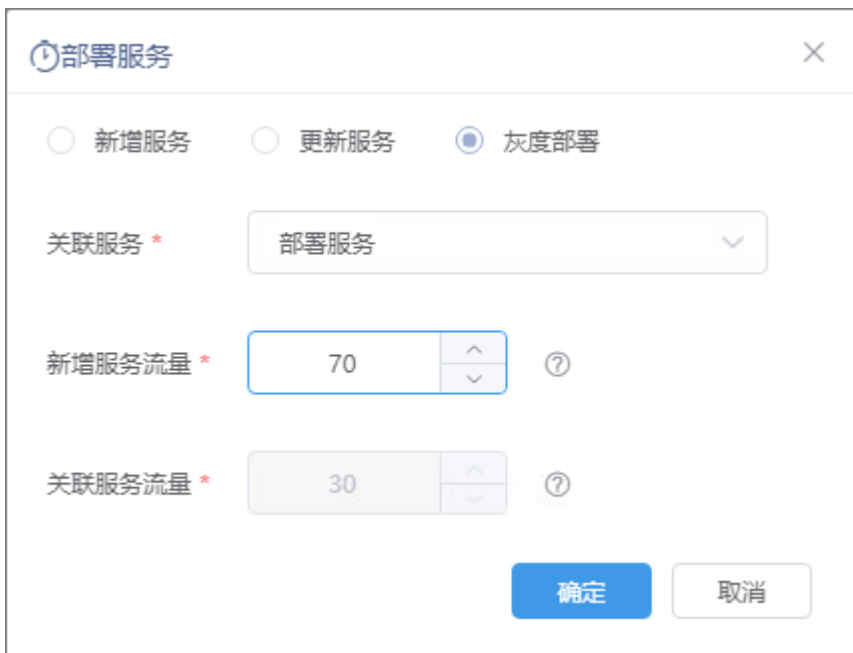 部署服务
新增服务 更新服务 灰度部署
关联服务 * 部署服务
新增服务流量 * 70 ?
关联服务流量 * 30 ?
确定 取消